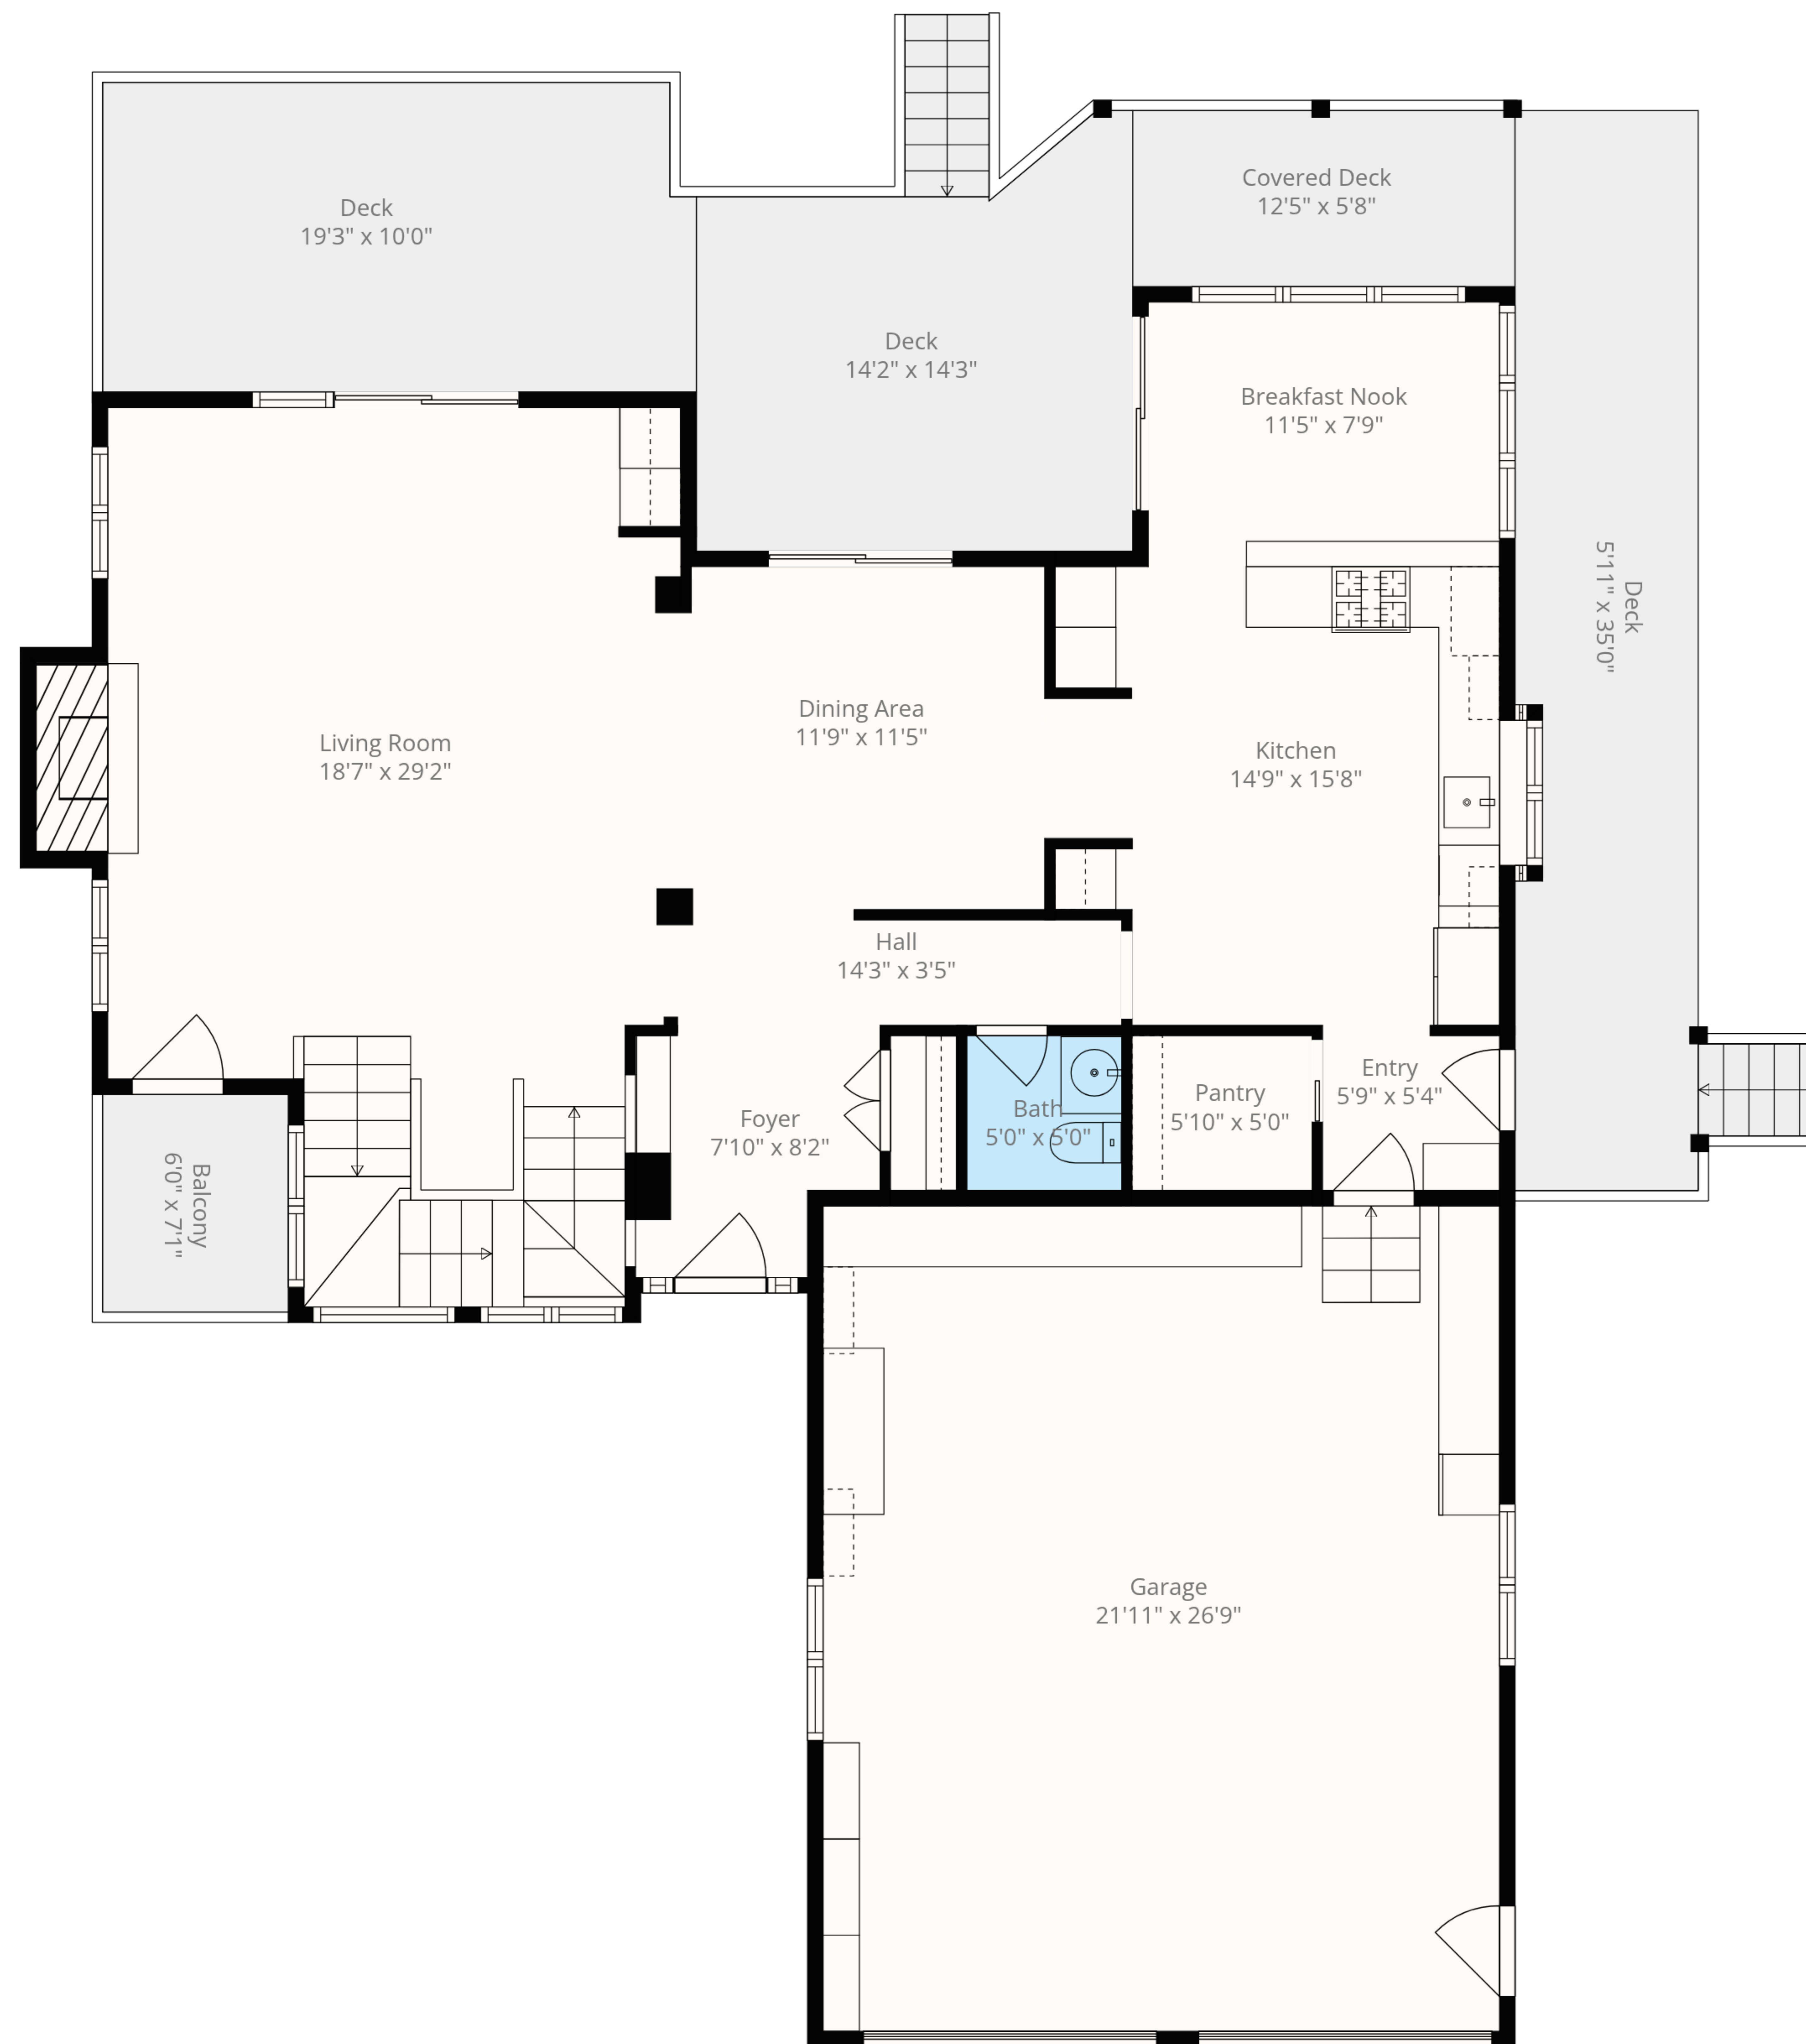 Covered Deck
12'5" x 5'8"
Deck
19'3" x 10'0"
Deck
14'2" x 14'3"
Breakfast Nook
11'5" x 7'9"
Deck
5'11" x 35'0"
Living Room
18'7" x 29'2"
Dining Area
11'9" x 11'5"
Kitchen
14'9" x 15'8"
Hall
14'3" x 3'5"
Entry
5'9" x 5'4"
Pantry
5'10" x 5'0"
Bath
5'0" x 5'0"
Foyer
7'10" x 8'2"
Balcony
6'0" x 7'1"
Garage
21'11" x 26'9"